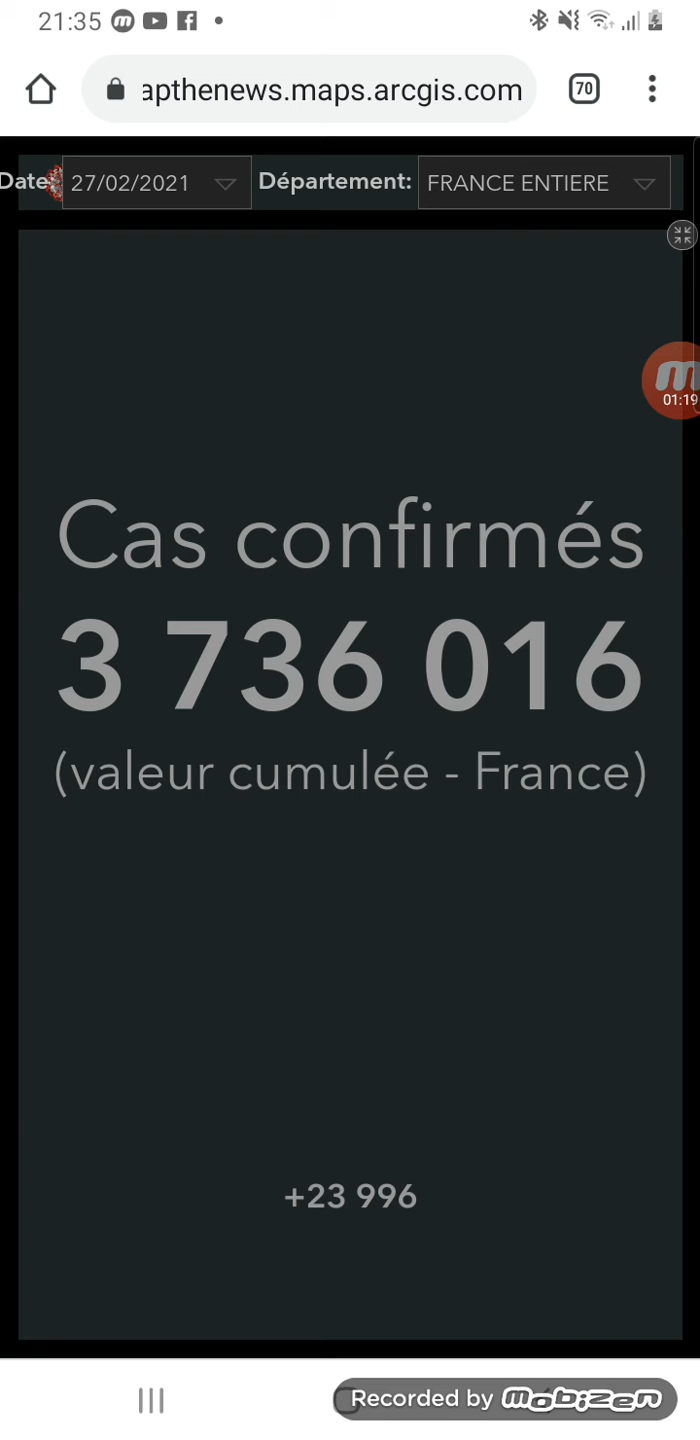 21:35
apthenews.maps.arcgis.com
70
Date: 27/02/2021 Département: FRANCE ENTIERE
01:19
Cas confirmés
3 736 016
(valeur cumulée - France)
+23 996
Recorded by mobizen